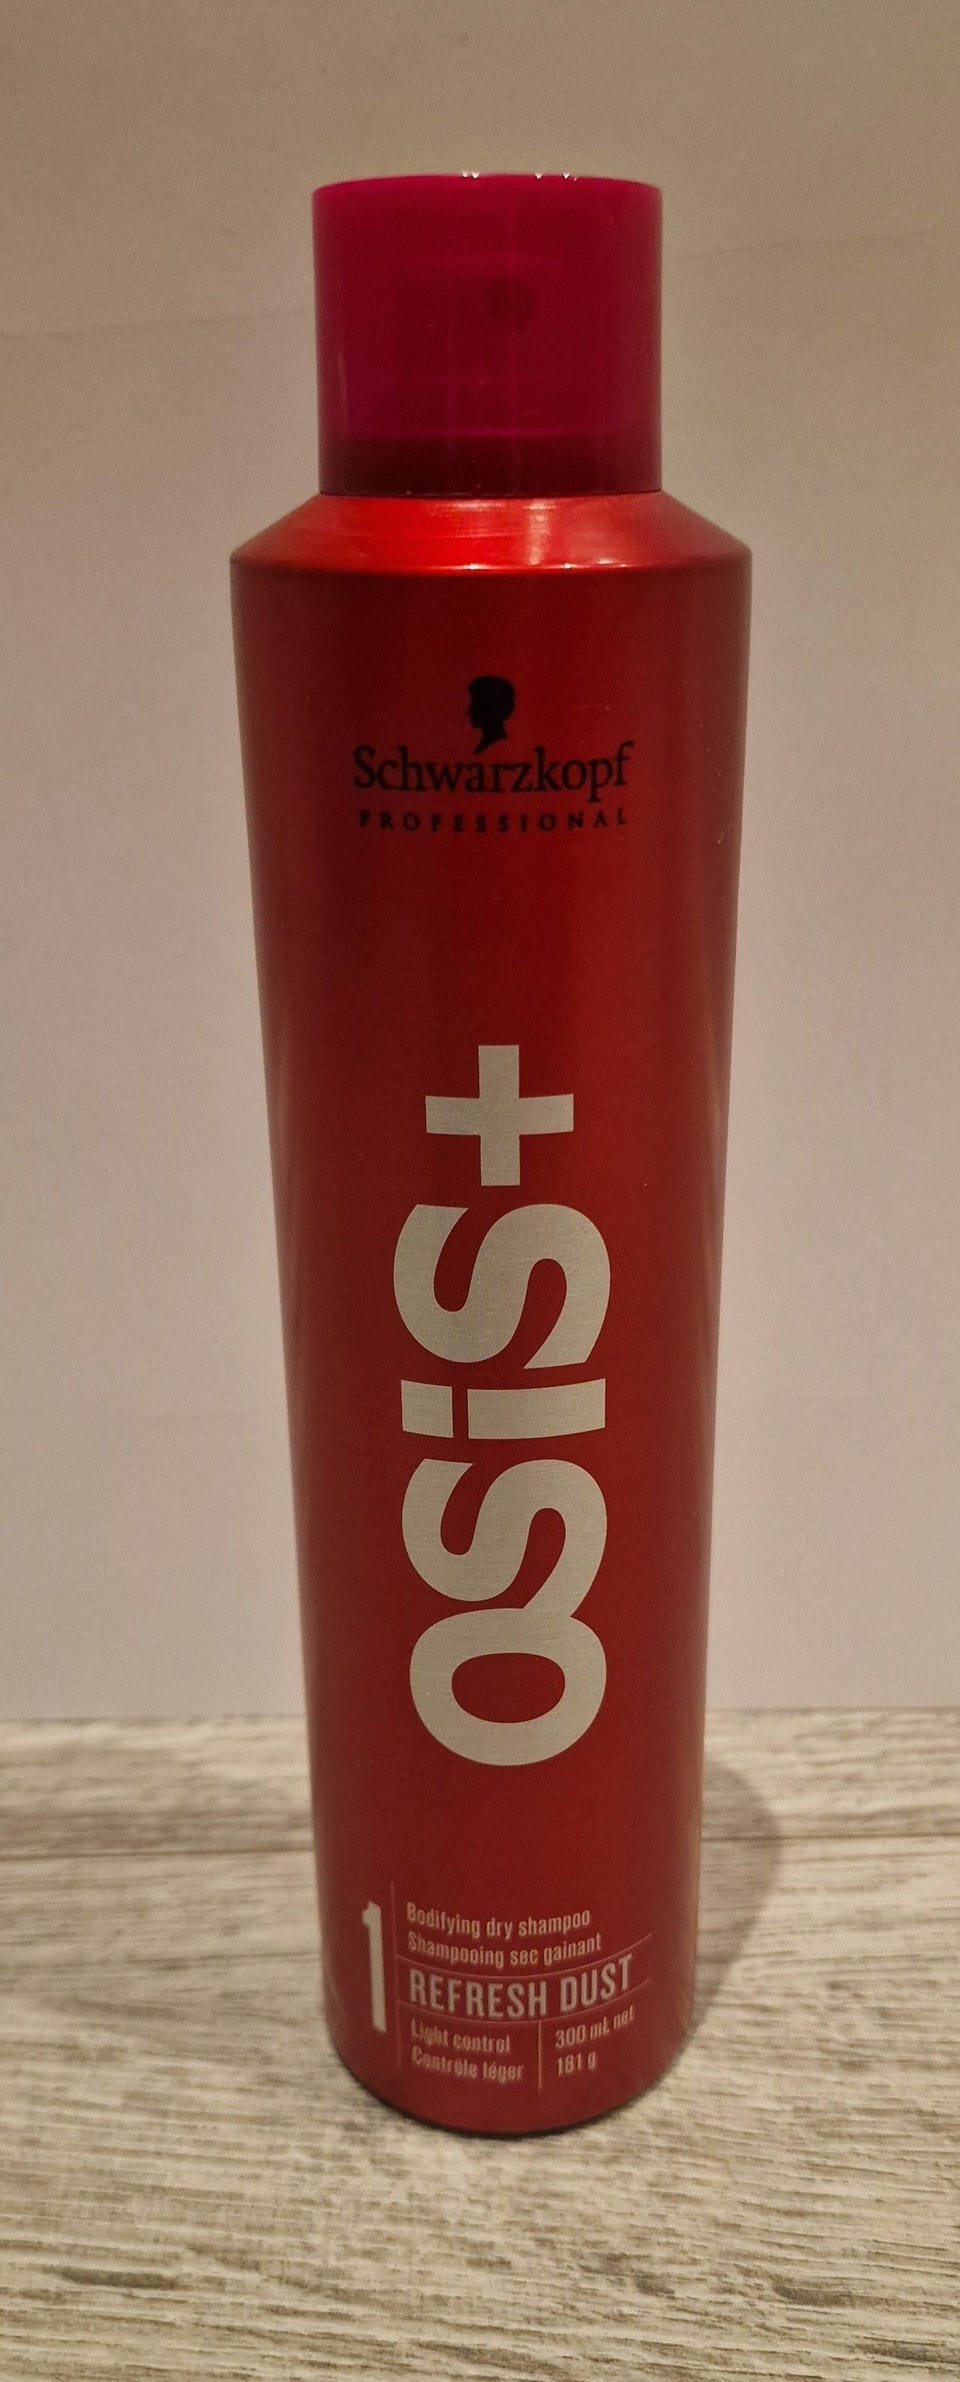 Schwarzkopf
PROFESSIONAL
OSiS+
1
Bodifying dry shampoo
Shampooing sec gainant
REFRESH DUST
Light control
Contrôle léger
300 mL net
181 g